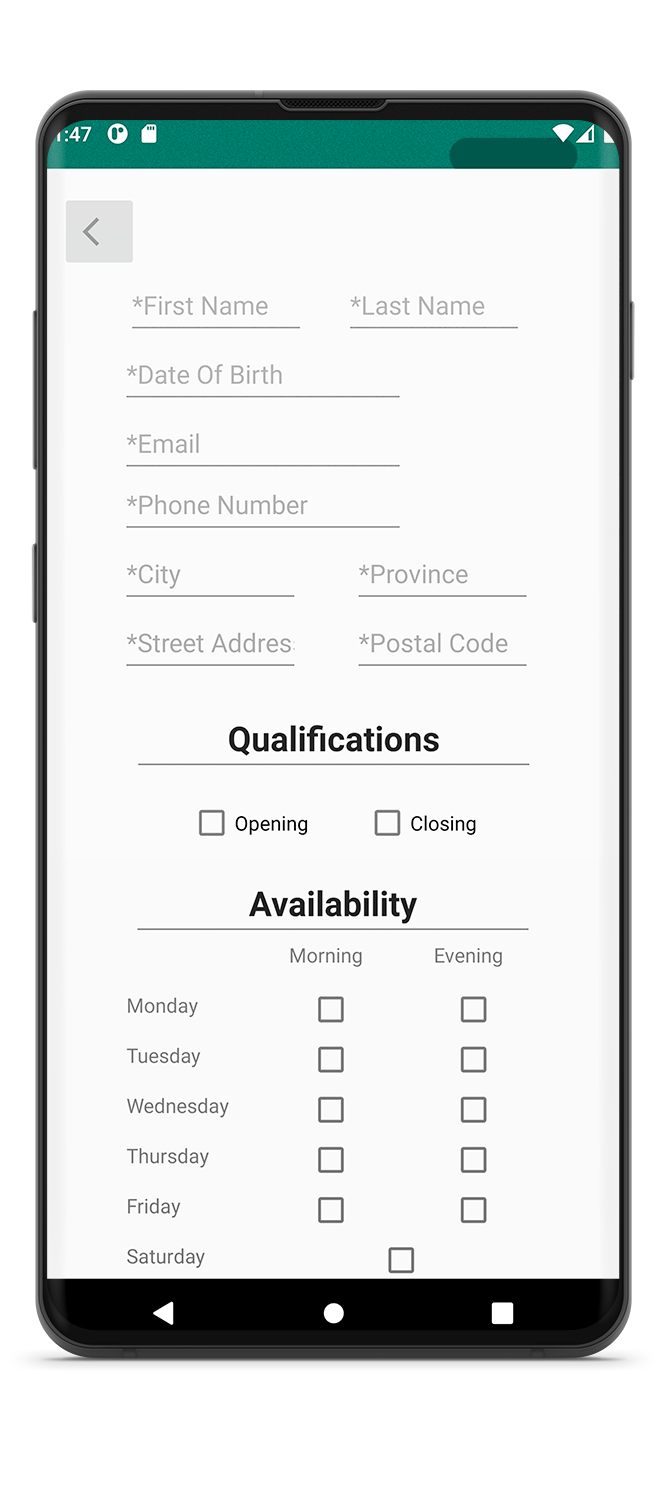 :47
*First Name *Last Name
*Date Of Birth
*Email
*Phone Number
*City *Province
*Street Addres
*Postal Code
Qualifications
Opening Closing
Availability
Morning Evening
Monday
Tuesday
Wednesday
Thursday
Friday
Saturday